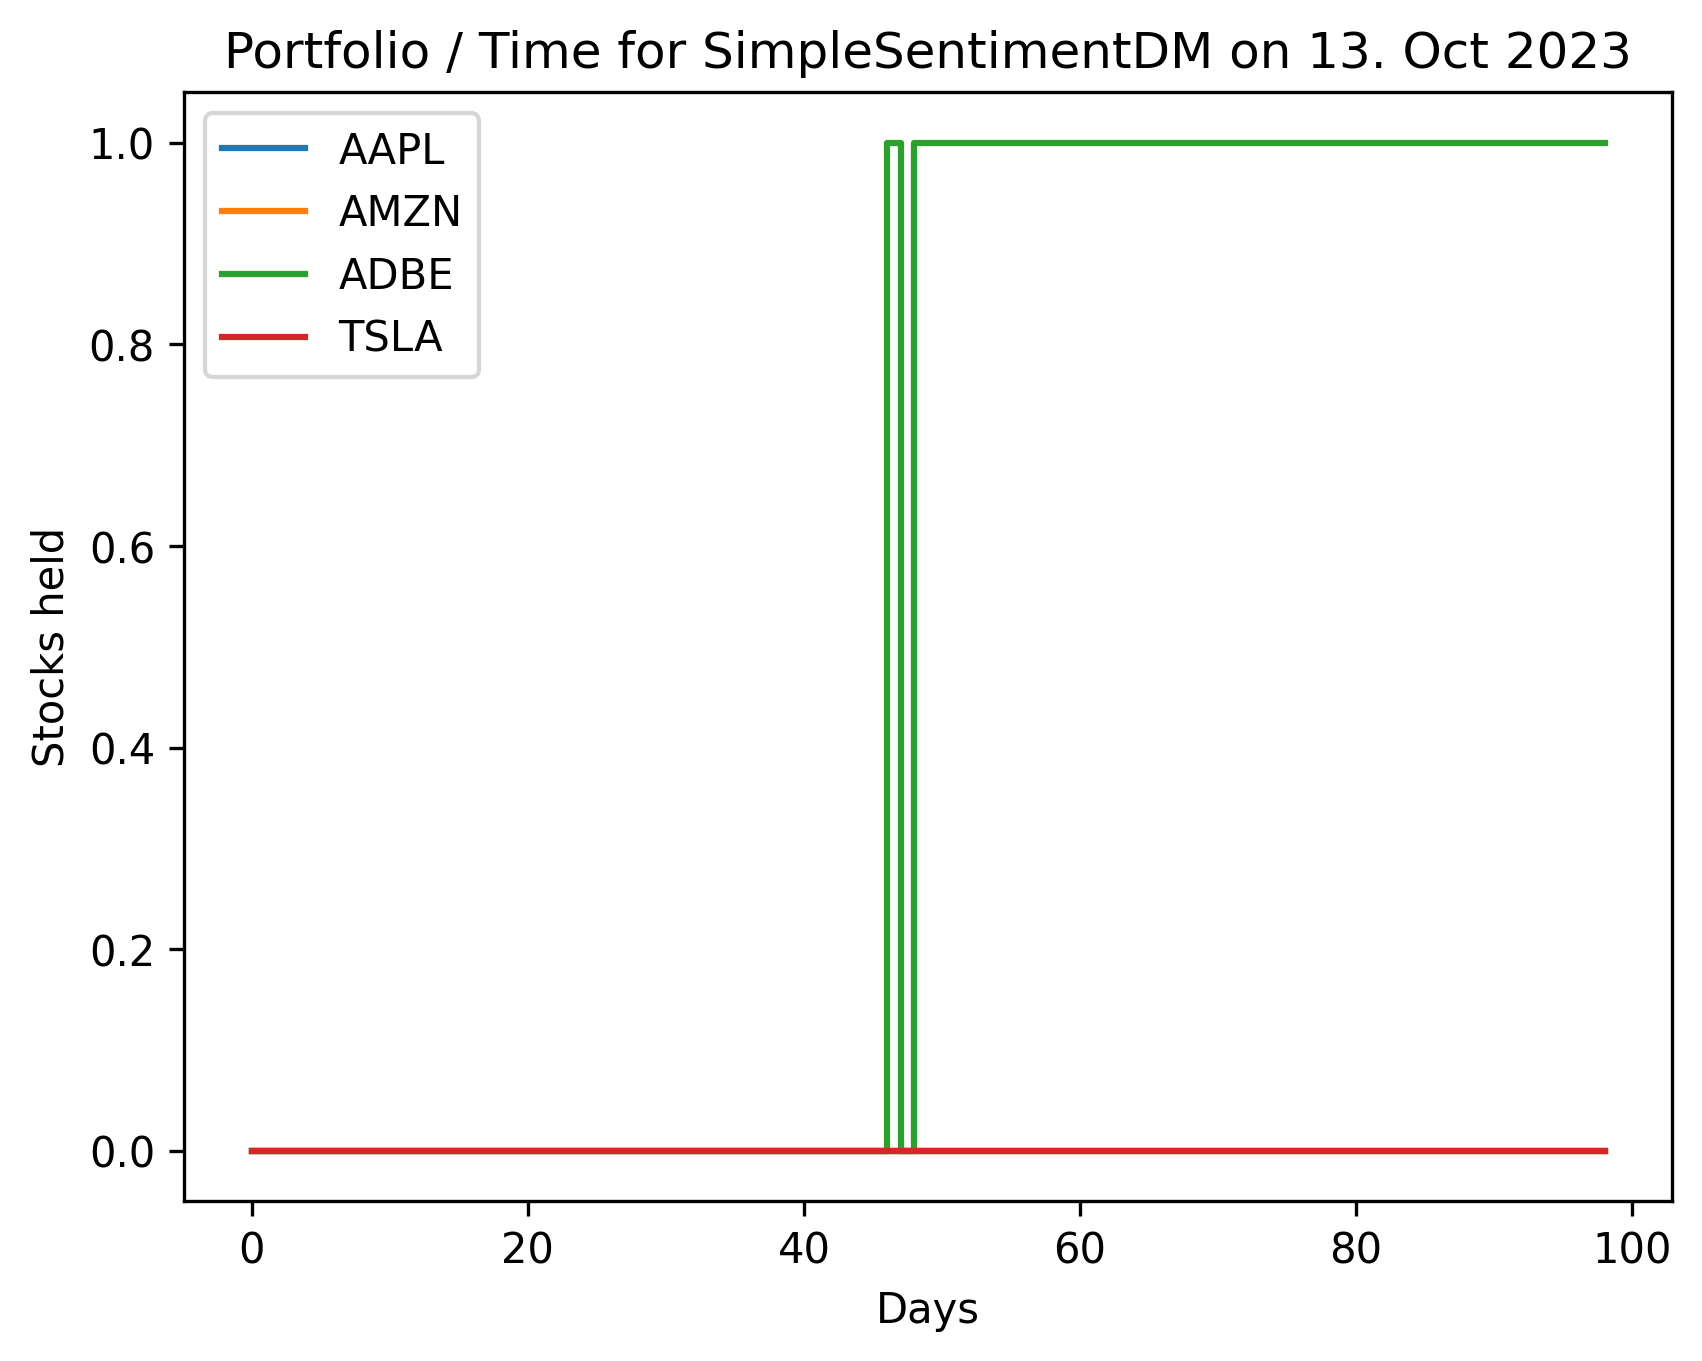 Portfolio / Time for SimpleSentimentDM on 13. Oct 2023
AAPL
AMZN
ADBE
TSLA
1.0
0.8
0.6
0.4
0.2
0.0
Stocks held
0 20 40 60 80 100
Days